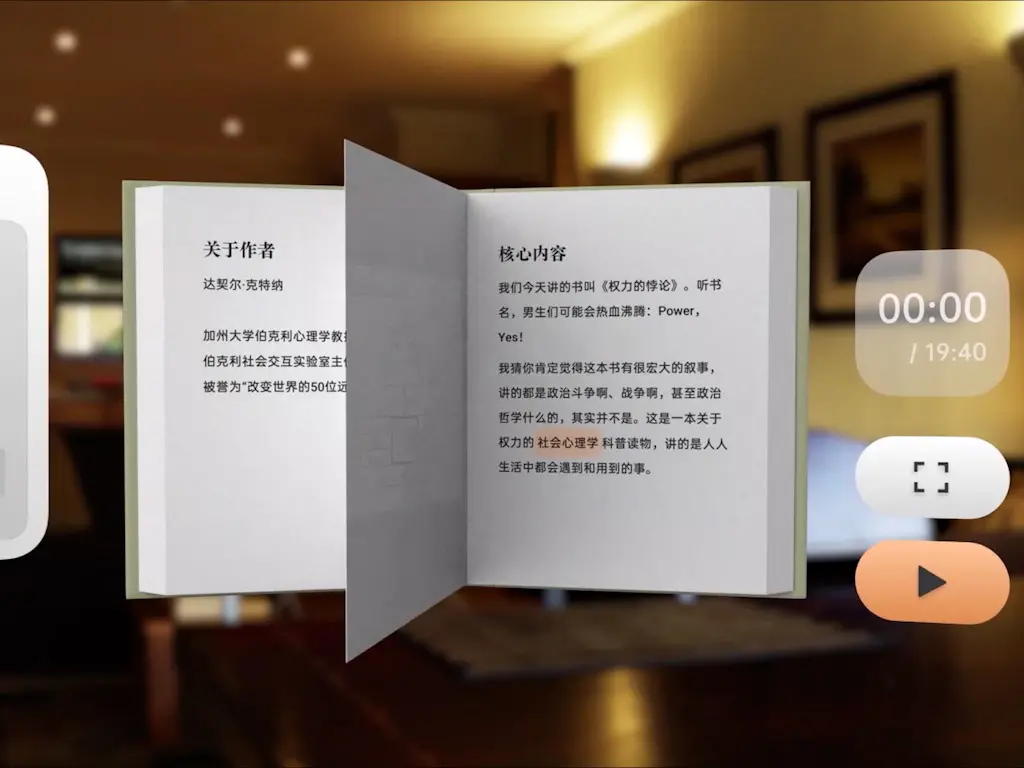 关于作者
达契尔·克特纳
加州大学伯克利心理学教
伯克利社会交互实验室主
被誉为“改变世界的50位远
核心内容
我们今天讲的书叫《权力的悖论》。听书
名，男生们可能会热血沸腾：Power，
Yes！
我猜你肯定觉得这本书有很宏大的叙事，
讲的都是政治斗争啊、战争啊，甚至政治
哲学什么的，其实并不是。这是一本关于
权力的 社会心理学 科普读物，讲的是人人
生活中都会遇到和用到的事。
00:00
/ 19:40